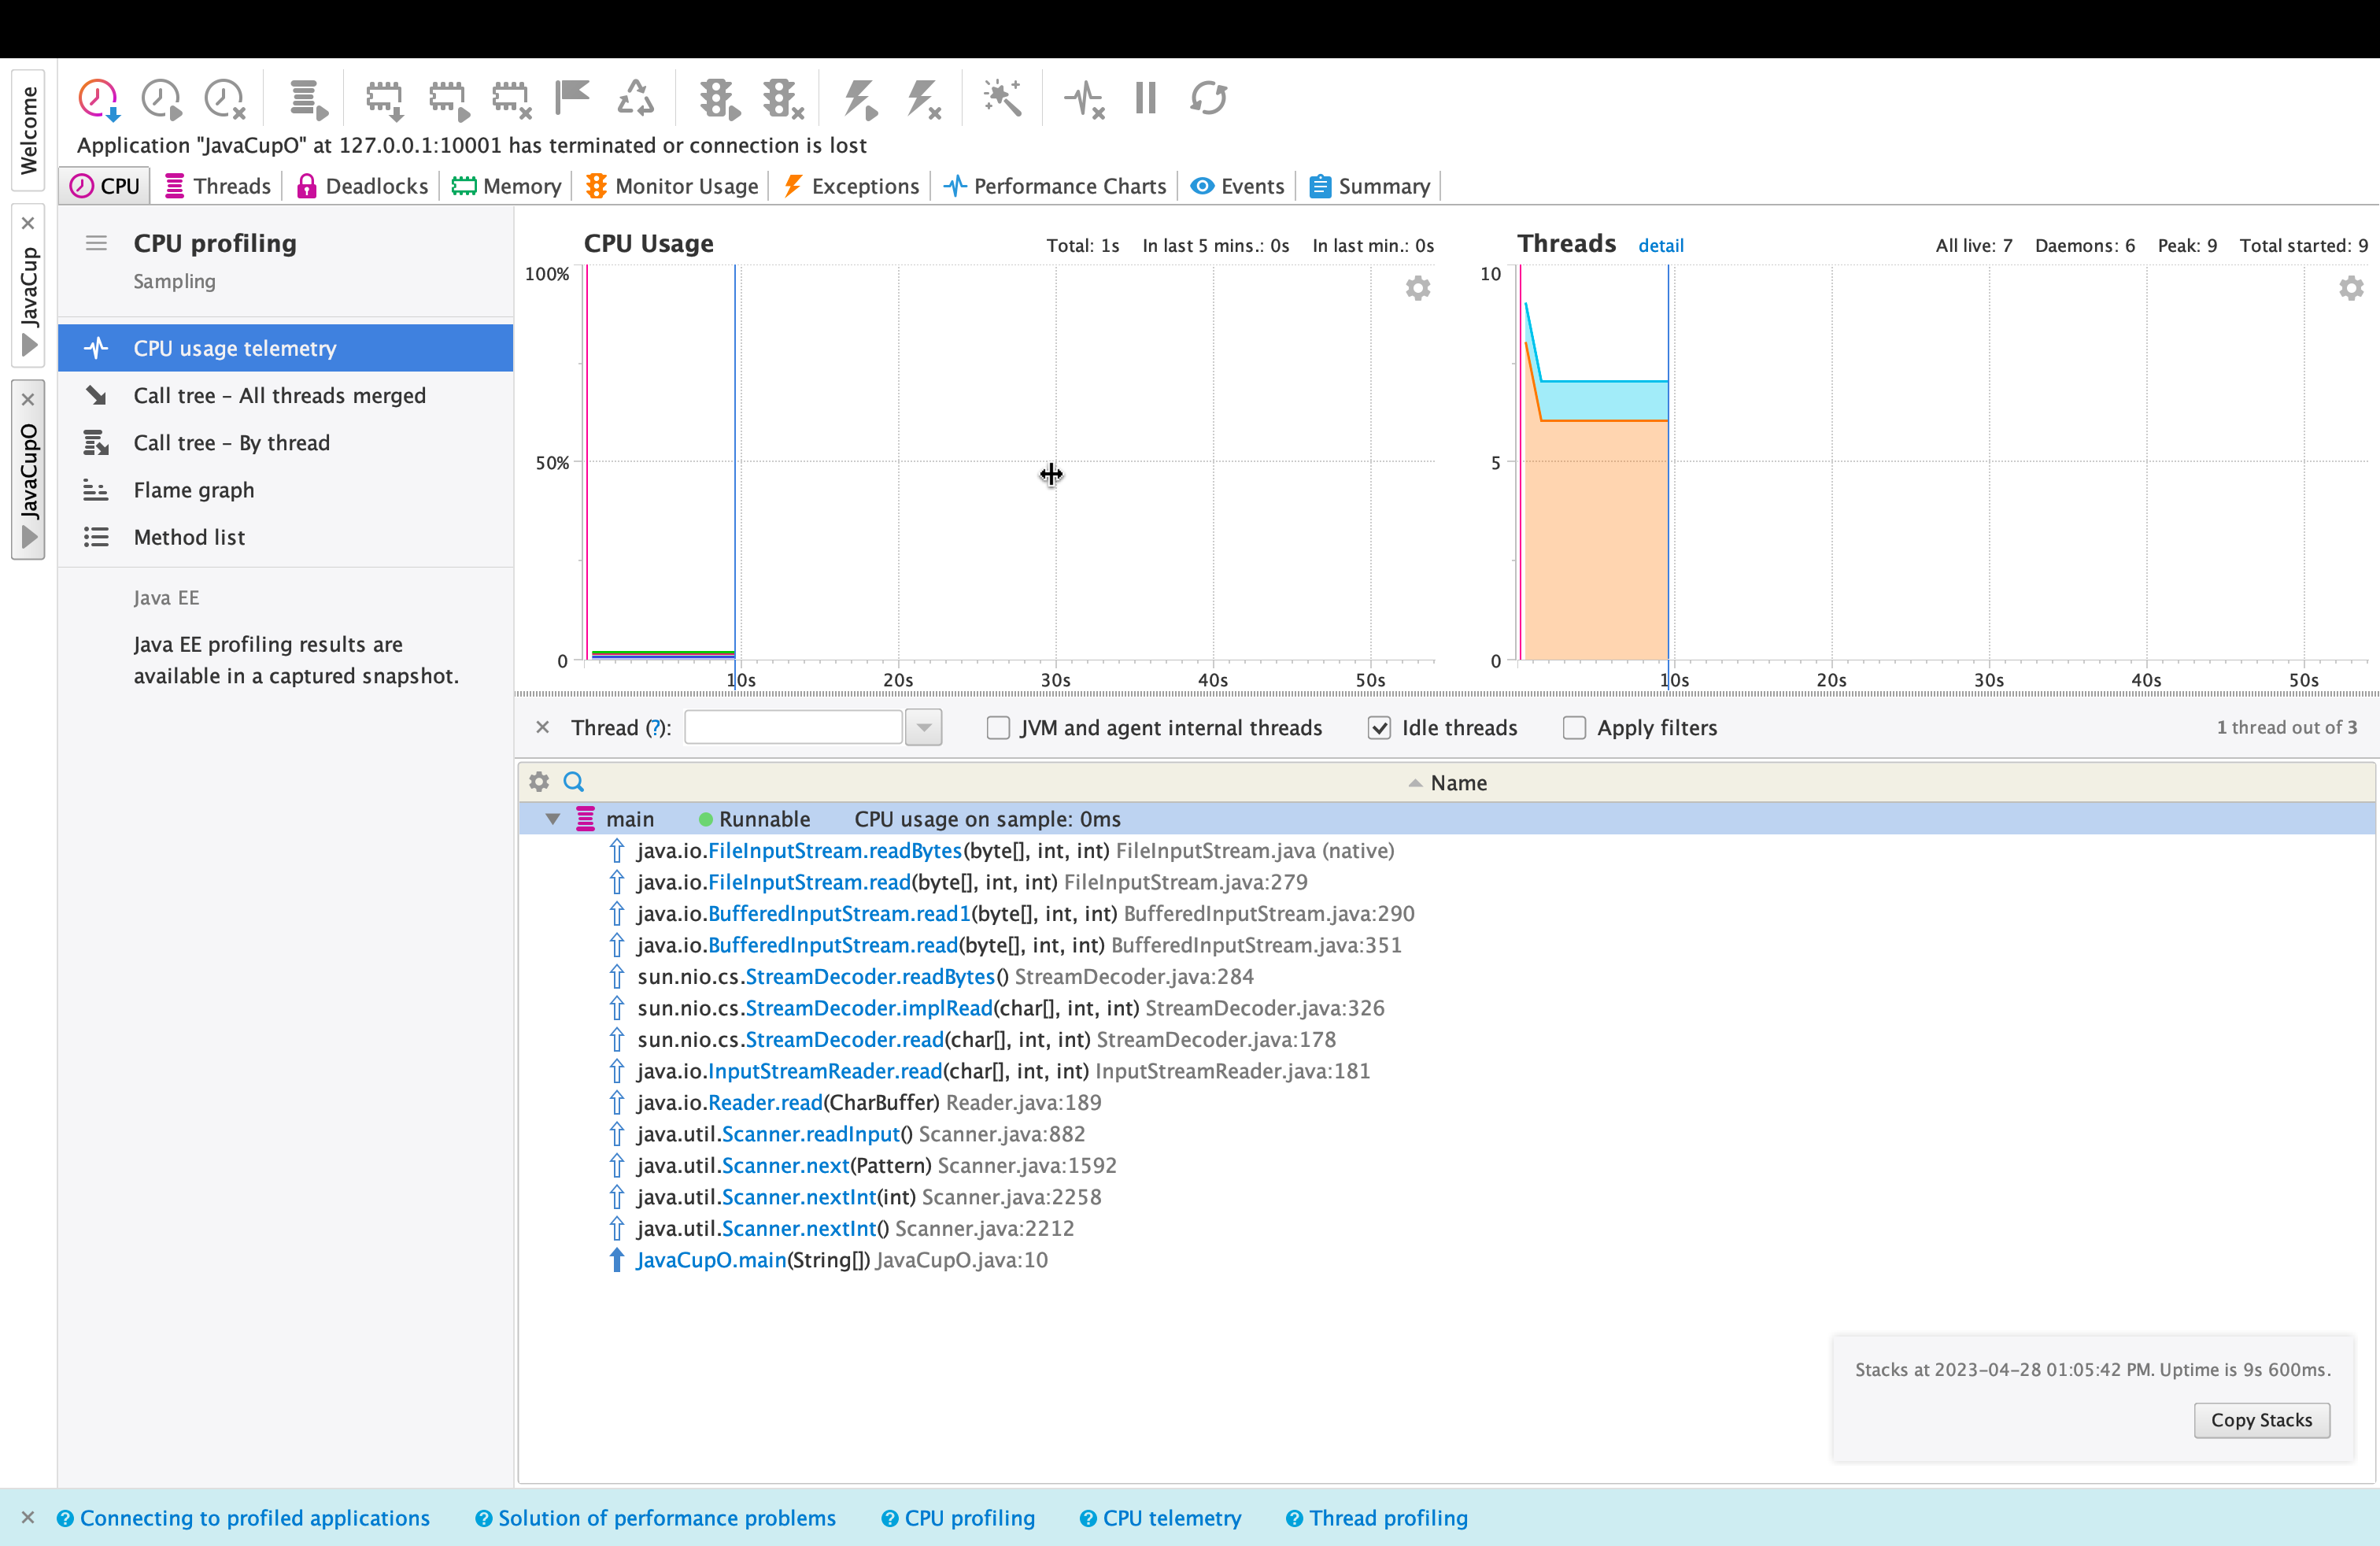 Welcome
JavaCup
JavaCupO
Application "JavaCupO" at 127.0.0.1:10001 has terminated or connection is lost
CPU Threads Deadlocks Memory Monitor Usage Exceptions Performance Charts Events Summary
CPU profiling
Sampling
CPU usage telemetry
Call tree – All threads merged
Call tree – By thread
Flame graph
Method list
Java EE
Java EE profiling results are
available in a captured snapshot.
CPU Usage Total: 1s In last 5 mins.: 0s In last min.: 0s
100%
50%
0
10s 20s 30s 40s 50s
Threads detail All live: 7 Daemons: 6 Peak: 9 Total started: 9
10
5
0
10s 20s 30s 40s 50s
Thread (?): JVM and agent internal threads Idle threads Apply filters 1 thread out of 3
Name
main Runnable CPU usage on sample: 0ms
java.io.FileInputStream.readBytes(byte[], int, int) FileInputStream.java (native)
java.io.FileInputStream.read(byte[], int, int) FileInputStream.java:279
java.io.BufferedInputStream.read1(byte[], int, int) BufferedInputStream.java:290
java.io.BufferedInputStream.read(byte[], int, int) BufferedInputStream.java:351
sun.nio.cs.StreamDecoder.readBytes() StreamDecoder.java:284
sun.nio.cs.StreamDecoder.implRead(char[], int, int) StreamDecoder.java:326
sun.nio.cs.StreamDecoder.read(char[], int, int) StreamDecoder.java:178
java.io.InputStreamReader.read(char[], int, int) InputStreamReader.java:181
java.io.Reader.read(CharBuffer) Reader.java:189
java.util.Scanner.readInput() Scanner.java:882
java.util.Scanner.next(Pattern) Scanner.java:1592
java.util.Scanner.nextInt(int) Scanner.java:2258
java.util.Scanner.nextInt() Scanner.java:2212
JavaCupO.main(String[]) JavaCupO.java:10
Stacks at 2023-04-28 01:05:42 PM. Uptime is 9s 600ms.
Copy Stacks
Connecting to profiled applications Solution of performance problems CPU profiling CPU telemetry Thread profiling